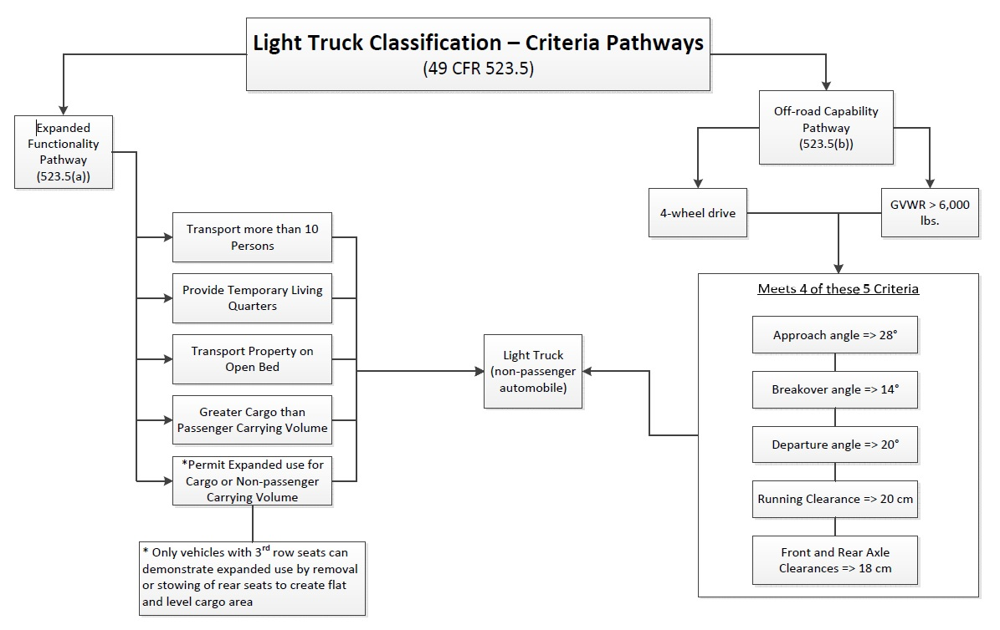 Light Truck Classification – Criteria Pathways
(49 CFR 523.5)
Expanded
Functionality
Pathway
(523.5(a))
Off-road Capability
Pathway
(523.5(b))
4-wheel drive
GVWR > 6,000
lbs.
Transport more than 10
Persons
Provide Temporary Living
Quarters
Transport Property on
Open Bed
Greater Cargo than
Passenger Carrying Volume
*Permit Expanded use for
Cargo or Non-passenger
Carrying Volume
* Only vehicles with 3rd row seats can
demonstrate expanded use by removal
or stowing of rear seats to create flat
and level cargo area
Light Truck
(non-passenger
automobile)
Meets 4 of these 5 Criteria
Approach angle => 28°
Breakover angle => 14°
Departure angle => 20°
Running Clearance => 20 cm
Front and Rear Axle
Clearances => 18 cm